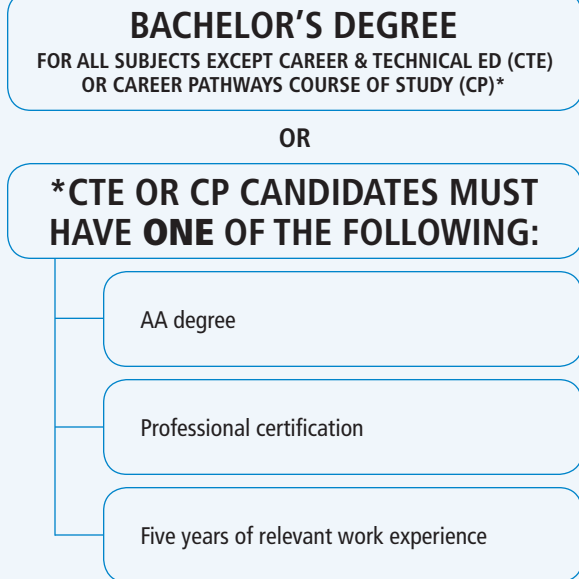 BACHELOR’S DEGREE
FOR ALL SUBJECTS EXCEPT CAREER & TECHNICAL ED (CTE)
OR CAREER PATHWAYS COURSE OF STUDY (CP)*
OR
*CTE OR CP CANDIDATES MUST
HAVE ONE OF THE FOLLOWING:
AA degree
Professional certification
Five years of relevant work experience